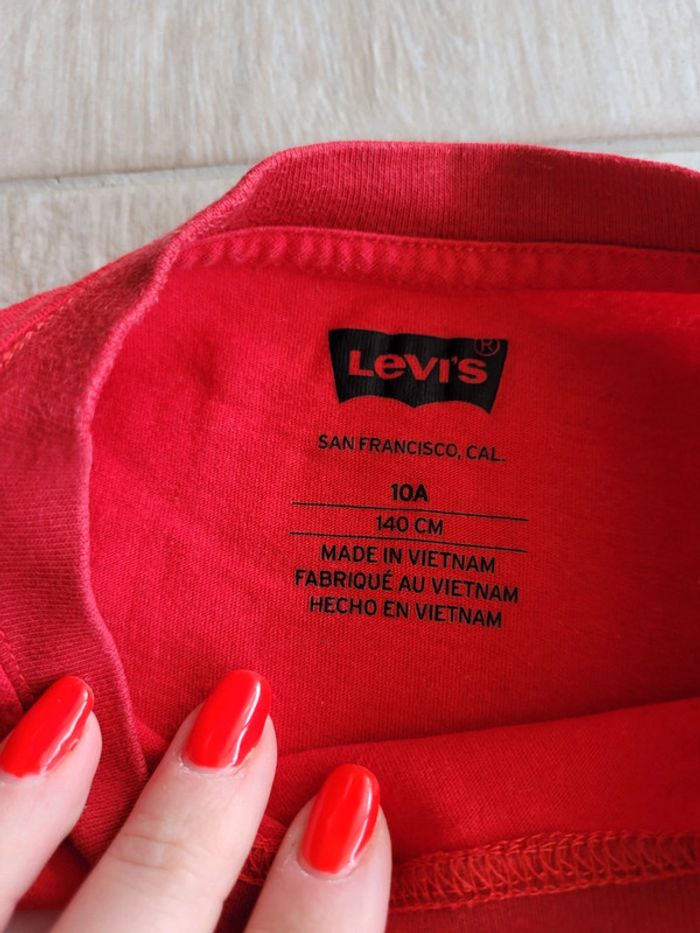 Levi's ®
SAN FRANCISCO, CAL.
10A
140 CM
MADE IN VIETNAM
FABRIQUÉ AU VIETNAM
HECHO EN VIETNAM